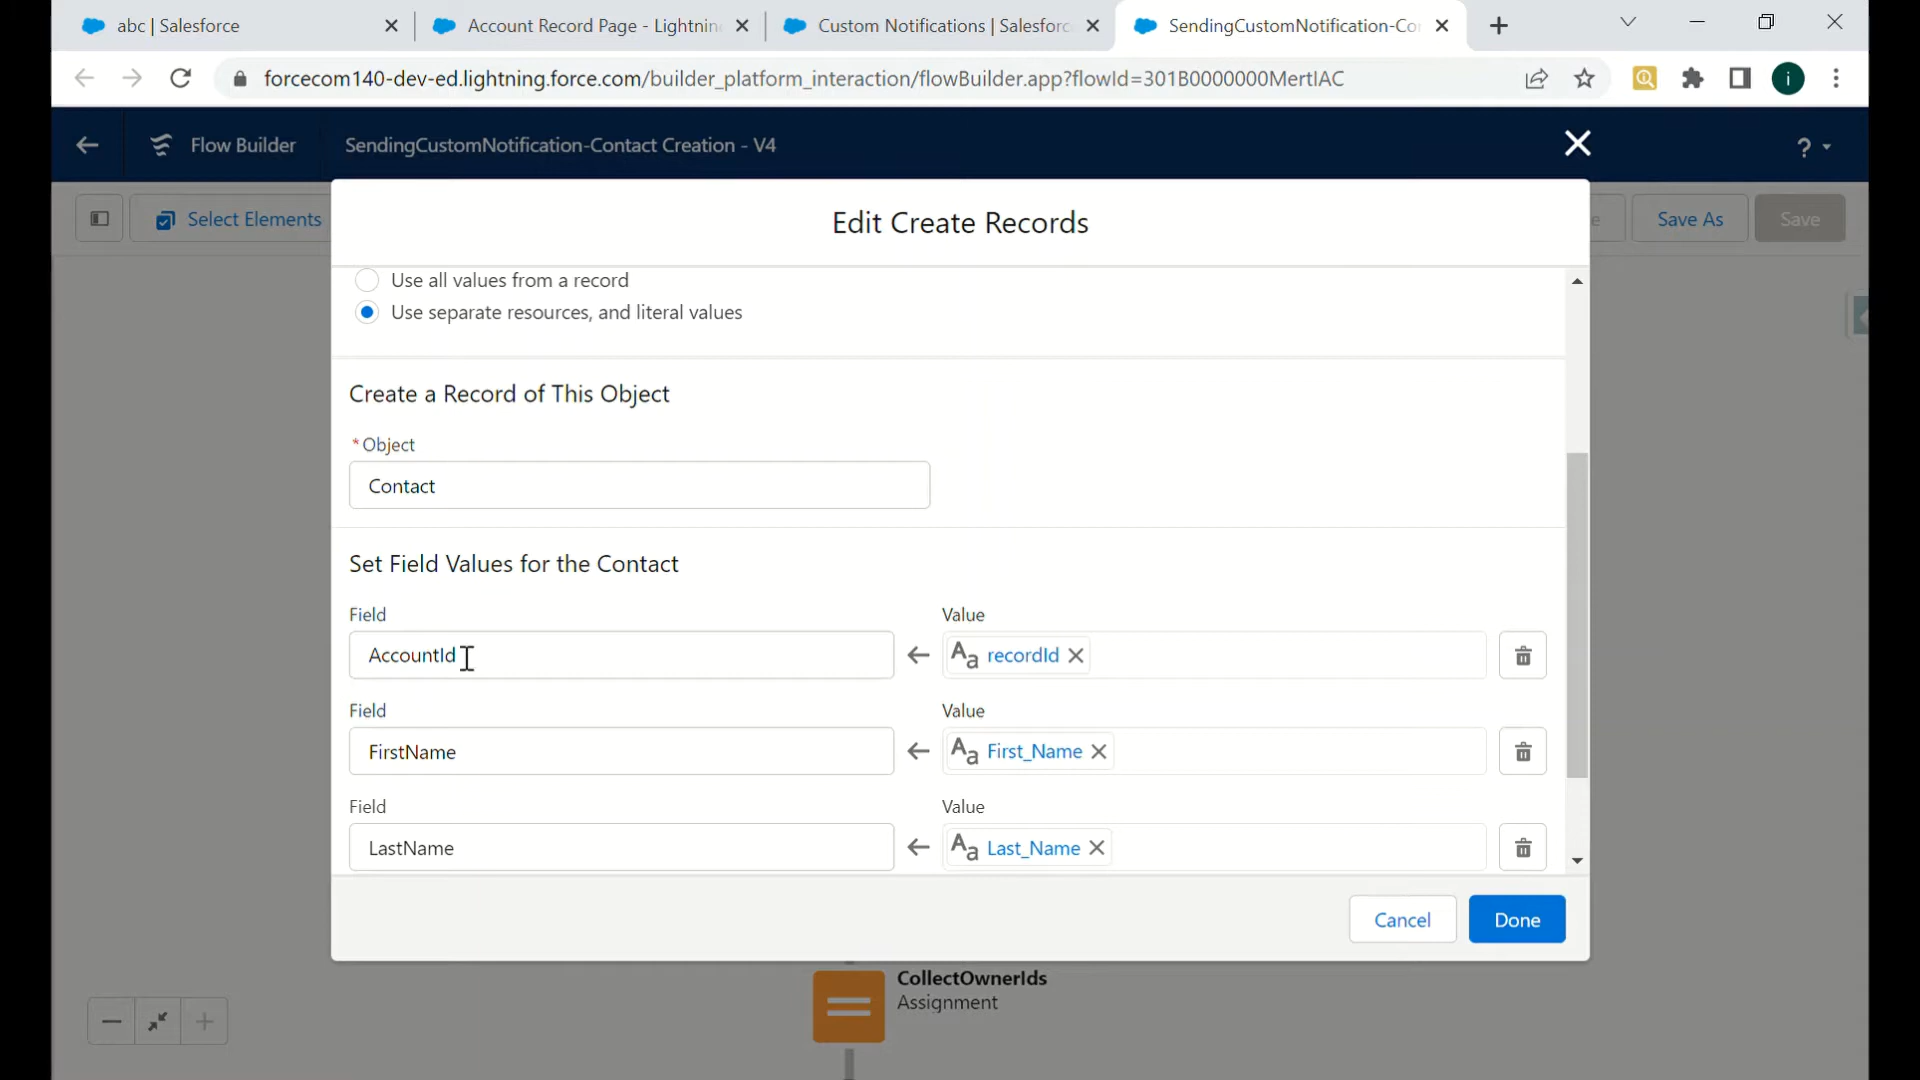 abc | Salesforce
Account Record Page - Lightnin
Custom Notifications | Salesforc
SendingCustomNotification-Co
forcecom140-dev-ed.lightning.force.com/builder_platform_interaction/flowBuilder.app?flowId=301B0000000MertIAC
i
Flow Builder
SendingCustomNotification-Contact Creation - V4
?
Select Elements
Edit Create Records
e
Save As
Save
Use all values from a record
Use separate resources, and literal values
Create a Record of This Object
*Object
Contact
Set Field Values for the Contact
Field
Value
AccountId
Aa recordId
Field
Value
FirstName
Aa First_Name
Field
Value
LastName
Aa Last_Name
Cancel
Done
CollectOwnerIds
Assignment